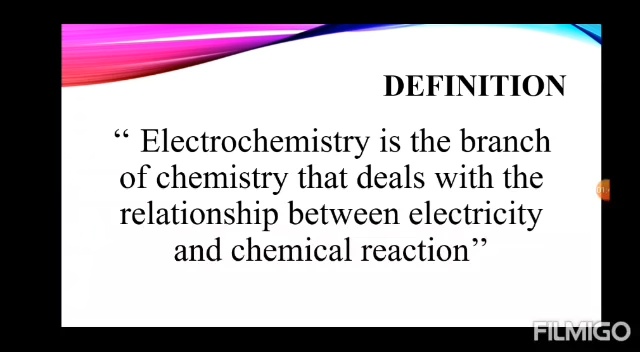 DEFINITION
“ Electrochemistry is the branch
of chemistry that deals with the
relationship between electricity
and chemical reaction”
FILMIGO